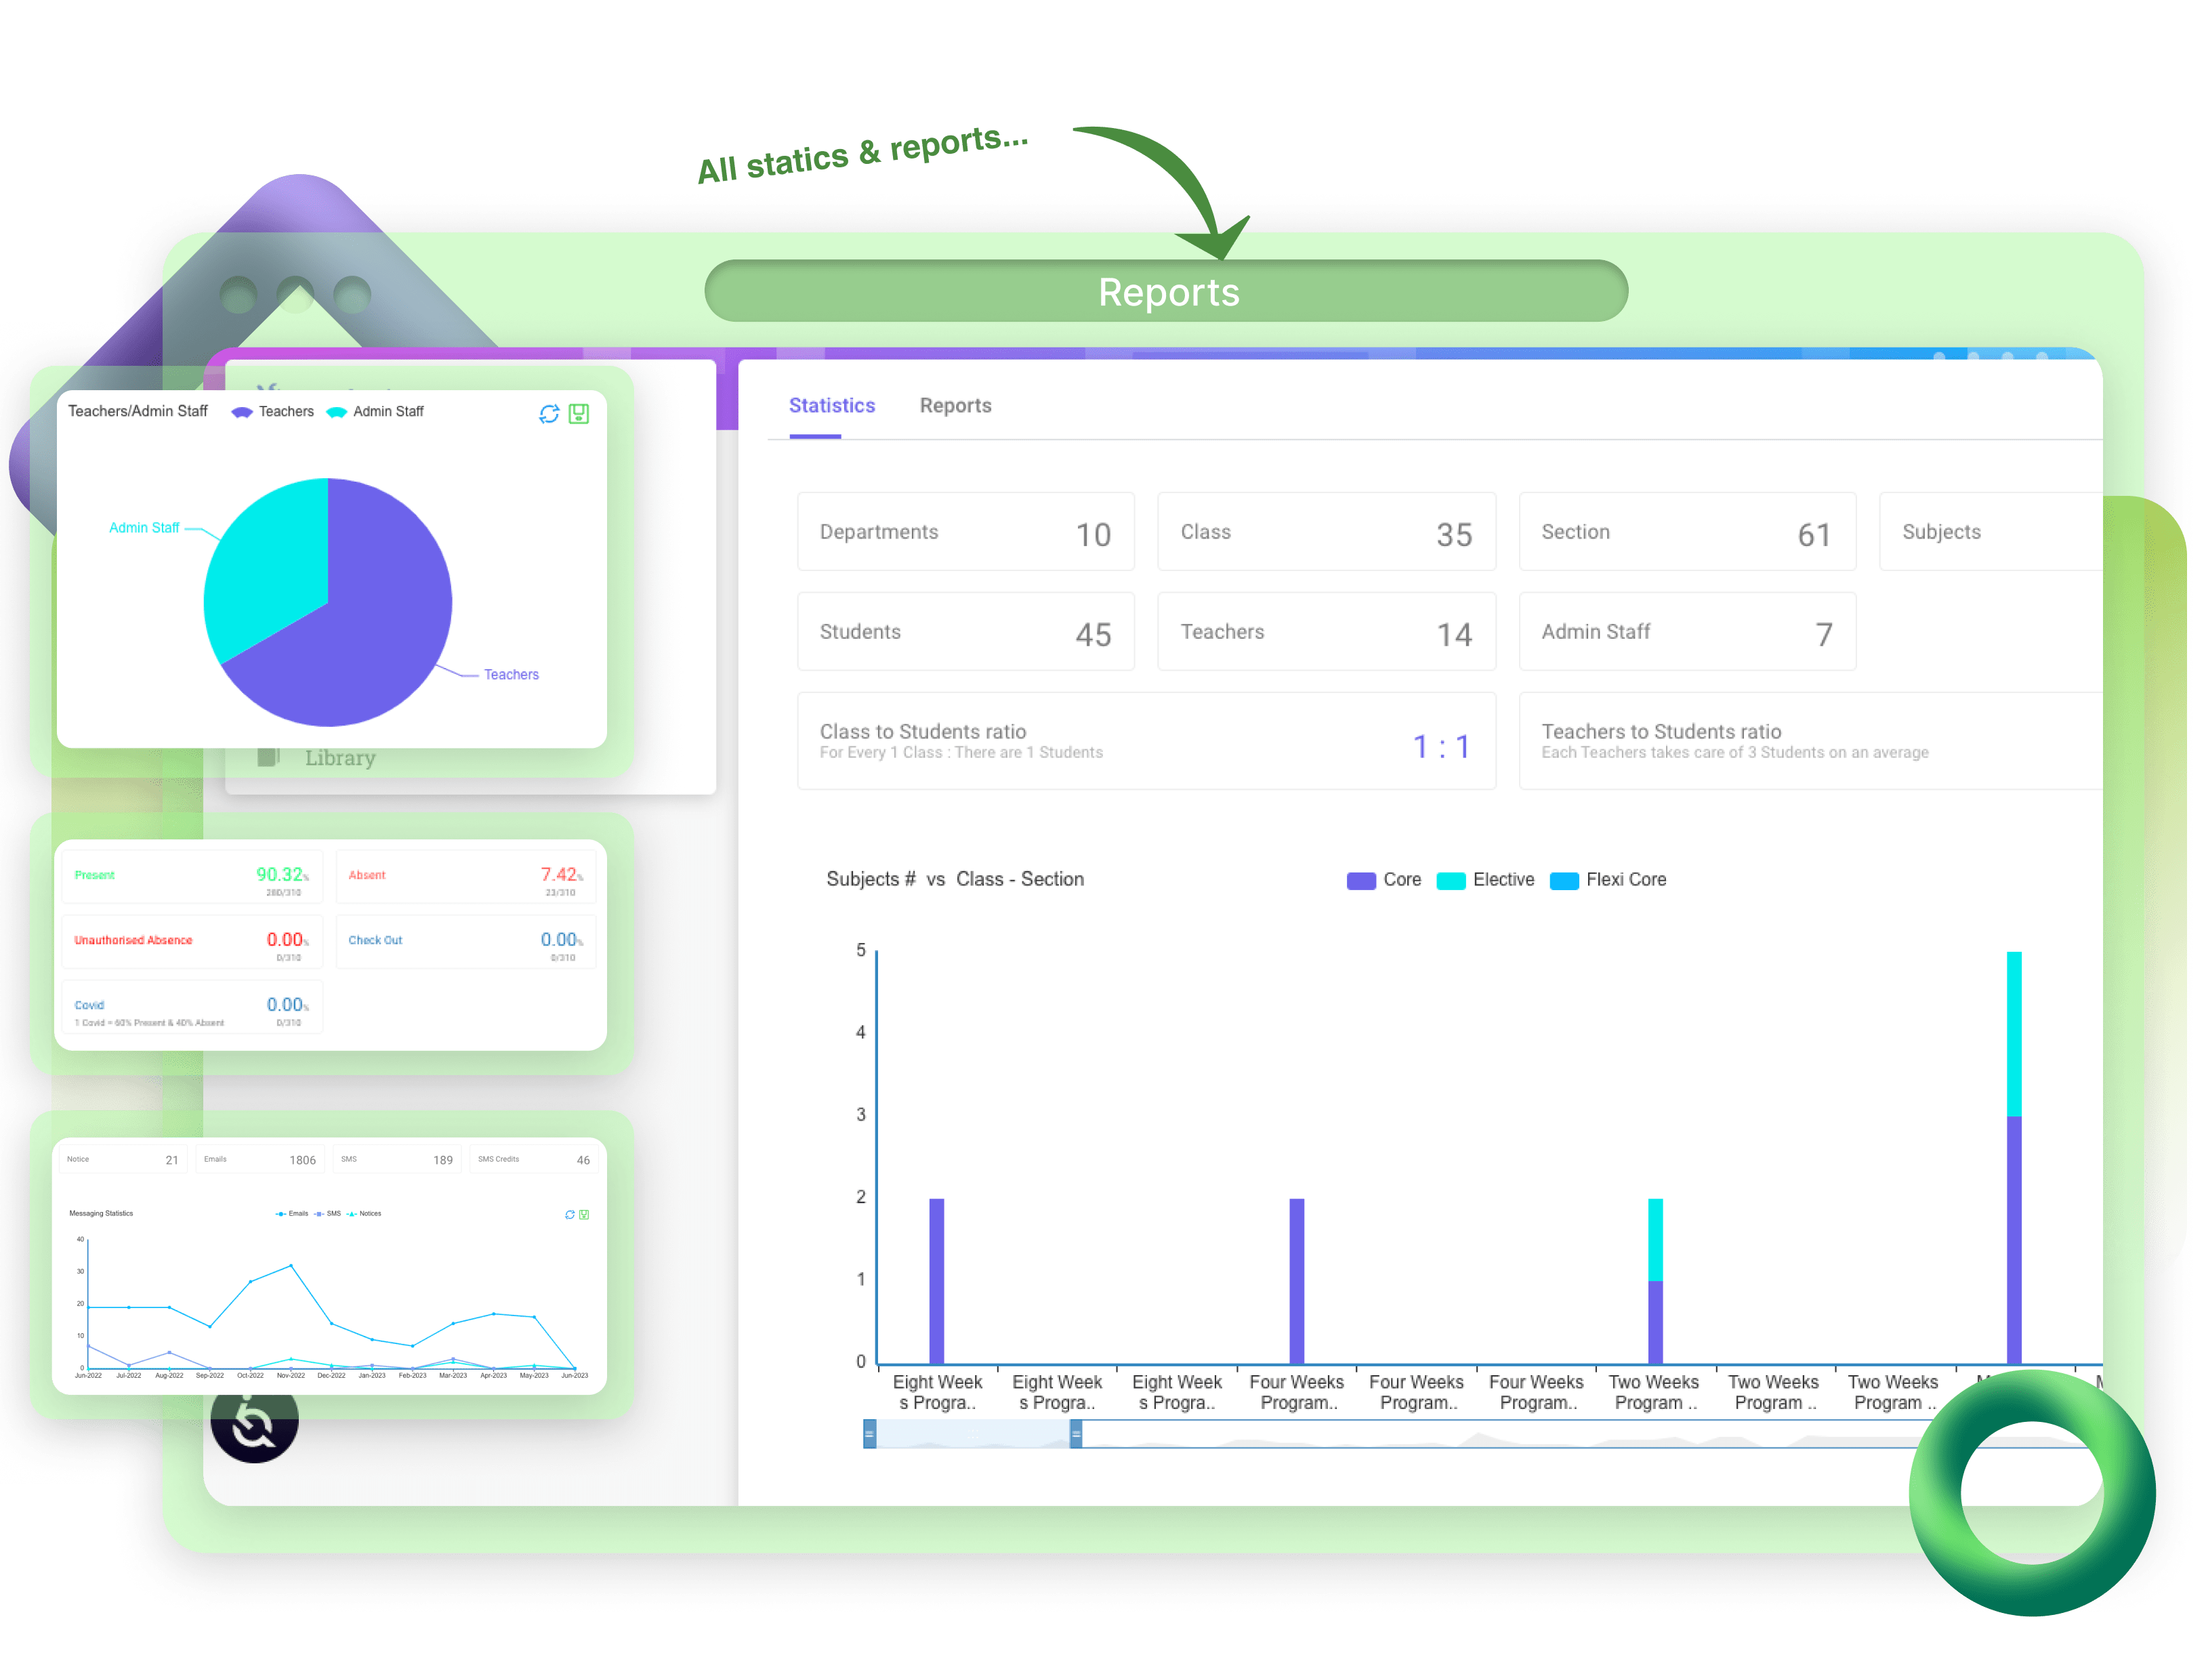 All statics & reports...
Reports
Teachers/Admin Staff Teachers Admin Staff
Admin Staff
Teachers
Library
Present 90.32%
280/310
Absent 7.42%
23/310
Unauthorised Absence 0.00%
0/310
Check Out 0.00%
0/310
Covid 0.00%
1 Covid = 60% Present & 40% Absent 0/310
Notice 21 Emails 1806 SMS 189 SMS Credits 46
Messaging Statistics Emails SMS Notices
40
30
20
10
0
Jun-2022 Jul-2022 Aug-2022 Sep-2022 Oct-2022 Nov-2022 Dec-2022 Jan-2023 Feb-2023 Mar-2023 Apr-2023 May-2023 Jun-2023
Statistics Reports
Departments 10 Class 35 Section 61 Subjects
Students 45 Teachers 14 Admin Staff 7
Class to Students ratio
For Every 1 Class : There are 1 Students
1 : 1
Teachers to Students ratio
Each Teachers takes care of 3 Students on an average
Subjects # vs Class - Section Core Elective Flexi Core
5
4
3
2
1
0
Eight Week Eight Week Eight Week Four Weeks Four Weeks Four Weeks Two Weeks Two Weeks Two Weeks
s Progra.. s Progra.. s Progra.. Program.. Program.. Program.. Program .. Program .. Program ..